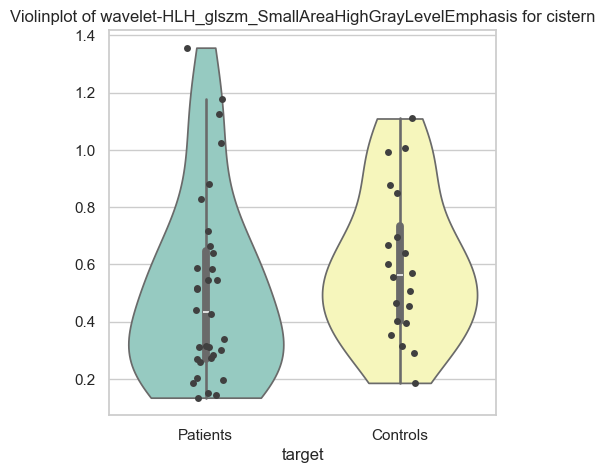 Violinplot of wavelet-HLH_glszm_SmallAreaHighGrayLevelEmphasis for cistern
1.4
1.2
1.0
0.8
0.6
0.4
0.2
Patients Controls
target